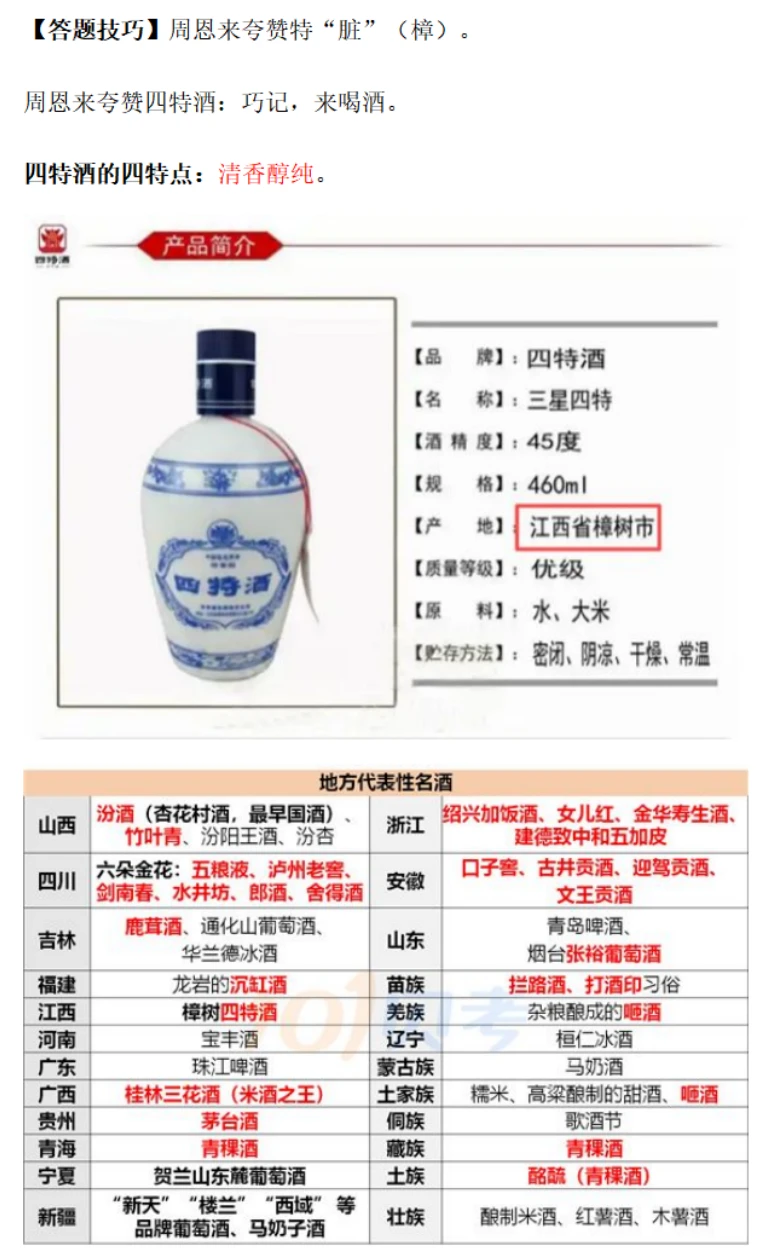 【答题技巧】周恩来夸赞特“脏”（樟）。
周恩来夸赞四特酒：巧记，来喝酒。
四特酒的四特点：清香醇纯。
四特酒
产品简介
【品 牌】：四特酒
【名 称】：三星四特
【酒 精 度】：45度
【规 格】：460ml
【产 地】：江西省樟树市
【质量等级】：优级
【原 料】：水、大米
【贮存方法】：密闭、阴凉、干燥、常温
四特酒
地方代表性名酒
山西 汾酒（杏花村酒，最早国酒）、 浙江 绍兴加饭酒、女儿红、金华寿生酒、
竹叶青、汾阳王酒、汾杏 建德致中和五加皮
四川 六朵金花：五粮液、泸州老窖、 安徽 口子窖、古井贡酒、迎驾贡酒、
剑南春、水井坊、郎酒、舍得酒 文王贡酒
吉林 鹿茸酒、通化山葡萄酒、 山东 青岛啤酒、
华兰德冰酒 烟台张裕葡萄酒
福建 龙岩的沉缸酒 苗族 拦路酒、打酒印习俗
江西 樟树四特酒 羌族 杂粮酿成的咂酒
河南 宝丰酒 辽宁 桓仁冰酒
广东 珠江啤酒 蒙古族 马奶酒
广西 桂林三花酒（米酒之王） 土家族 糯米、高粱酿制的甜酒、咂酒
贵州 茅台酒 侗族 歌酒节
青海 青稞酒 藏族 青稞酒
宁夏 贺兰山东麓葡萄酒 土族 酩醯（青稞酒）
新疆 “新天”“楼兰”“西域”等 壮族 酿制米酒、红薯酒、木薯酒
品牌葡萄酒、马奶子酒